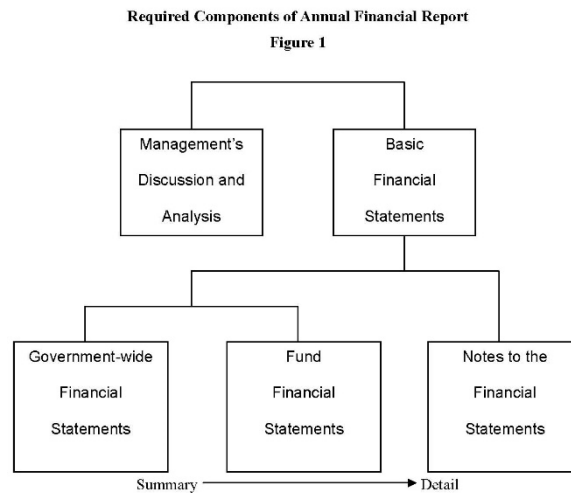 Required Components of Annual Financial Report
Figure 1
Management's
Discussion and
Analysis
Basic
Financial
Statements
Government-wide
Financial
Statements
Fund
Financial
Statements
Notes to the
Financial
Statements
Summary
Detail